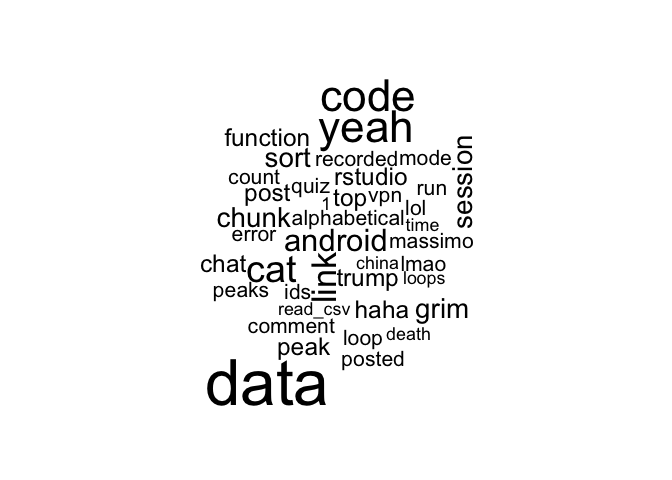 code
yeah
function
session
sort
recorded
mode
count
rstudio
post
quiz
run
1
top
vpn
lol
chunk
alphabetical
time
error
android
massimo
chat
cat
link
china
lmao
trump
loops
peaks
ids
read_csv
haha
grim
comment
loop
death
peak
posted
data